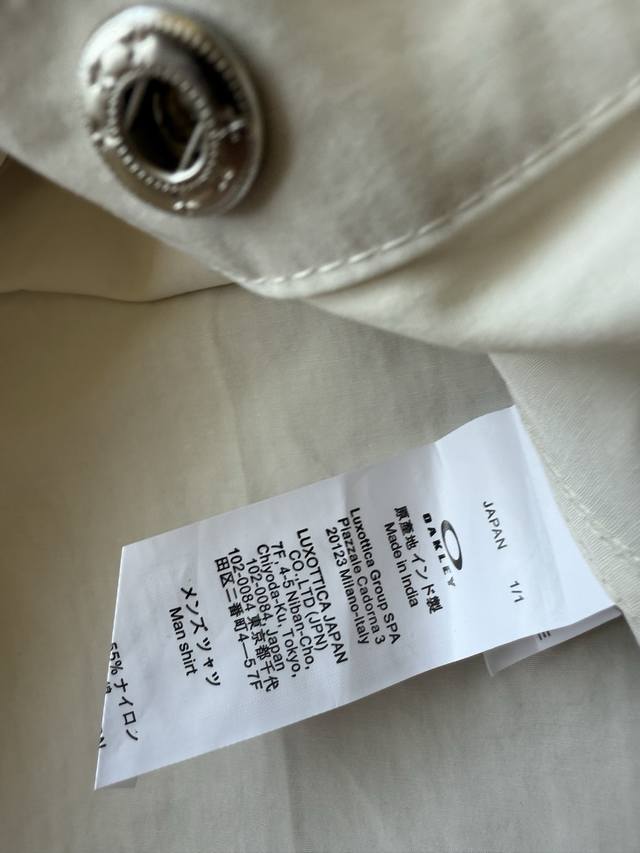 JAPAN 1/1
OAKLEY
原産地 インド製
Made in India
Luxottica Group SPA
Piazzale Cadorna 3
20123 Milano-Italy
LUXOTTICA JAPAN
CO.,LTD (JPN)
7F, 4-5 Niban-Cho,
Chiyoda-Ku, Tokyo,
102-0084, Japan
102-0084 東京都千代
田区二番町4ー5 7F
メンズ シャツ
Man shirt
55% ナイロン